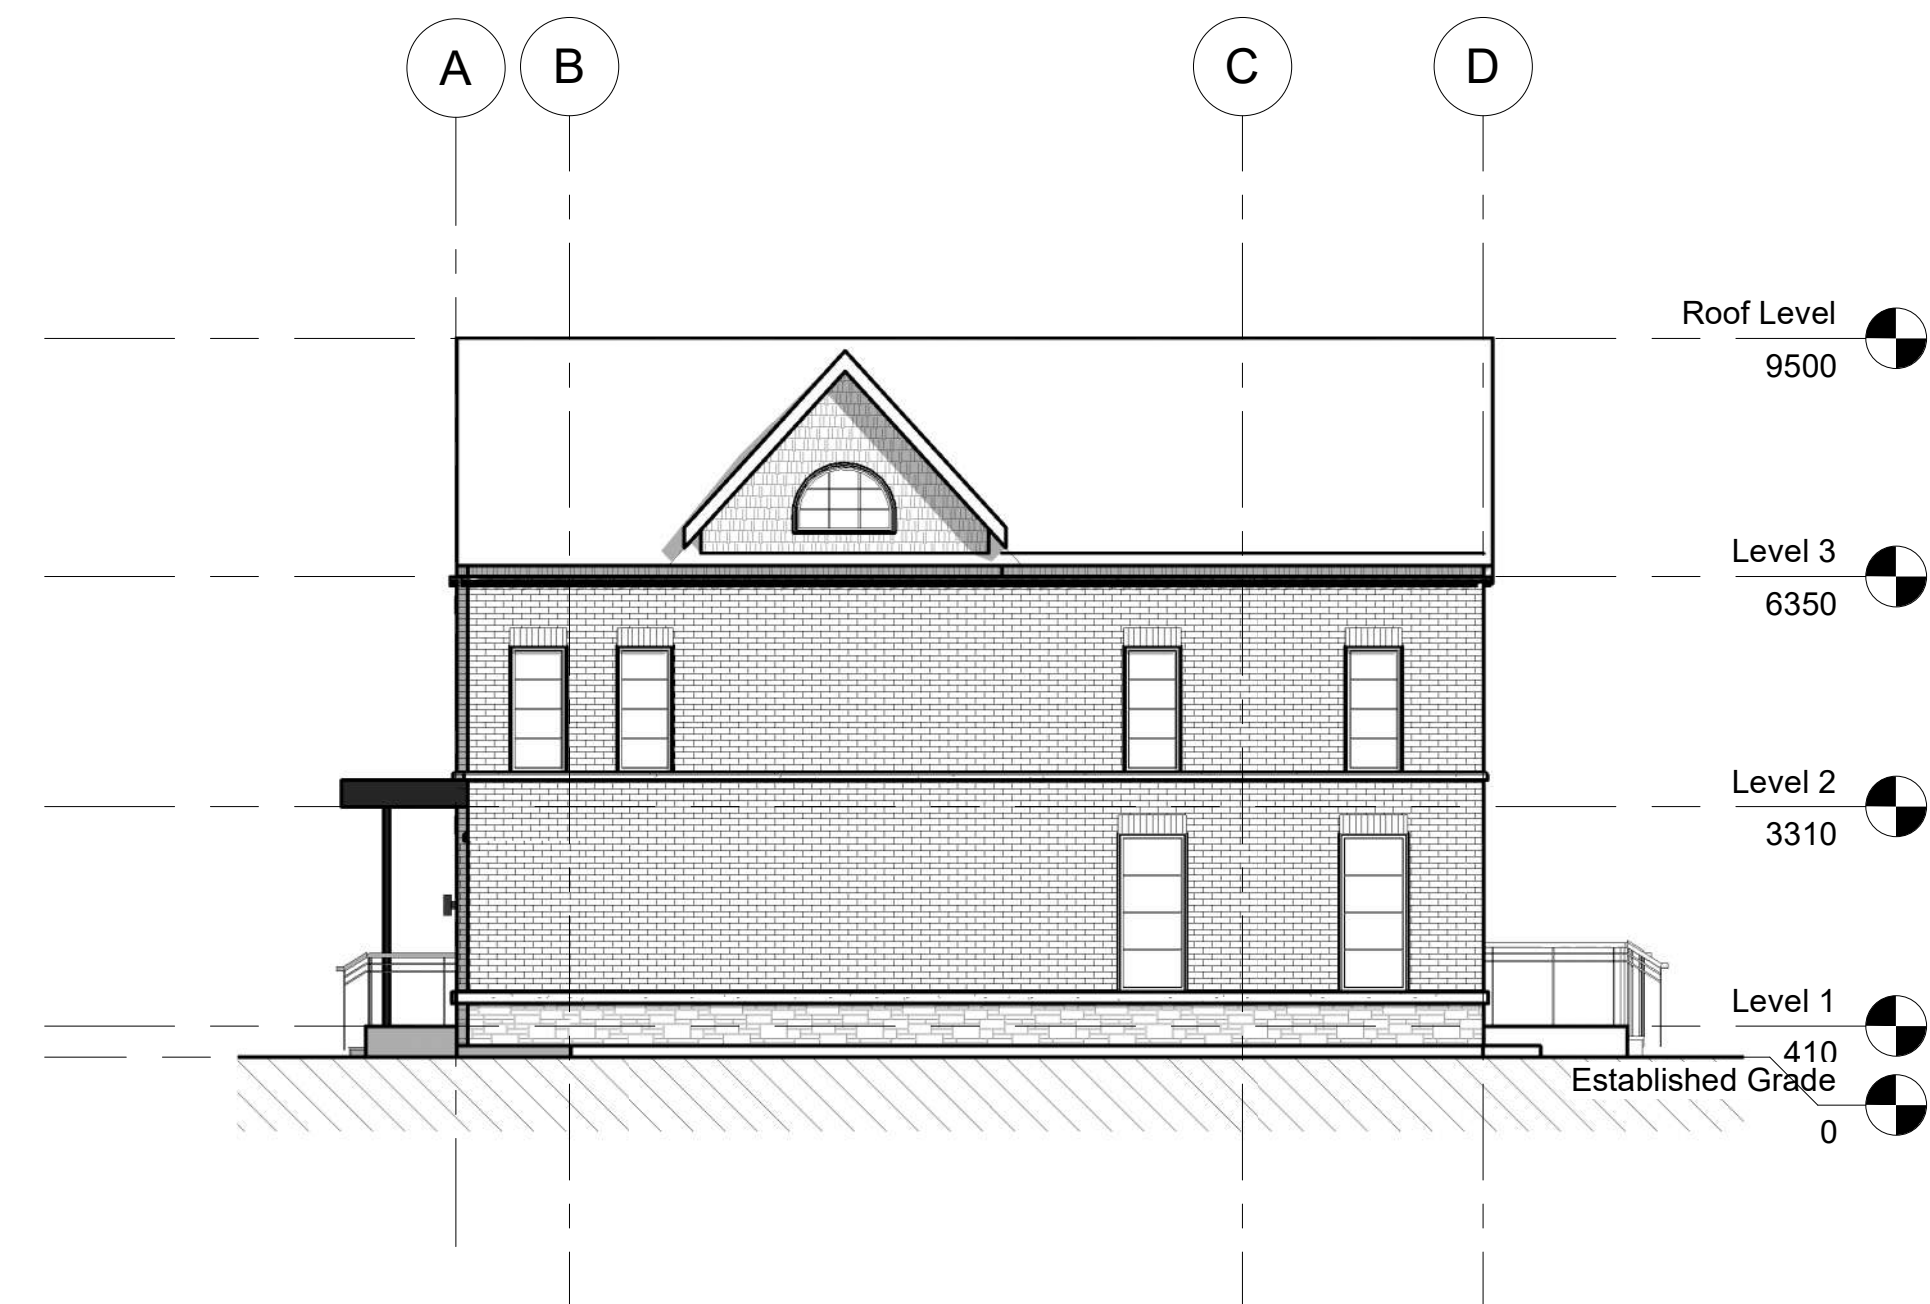 A B C D
Roof Level
9500
Level 3
6350
Level 2
3310
Level 1
410
Established Grade
0